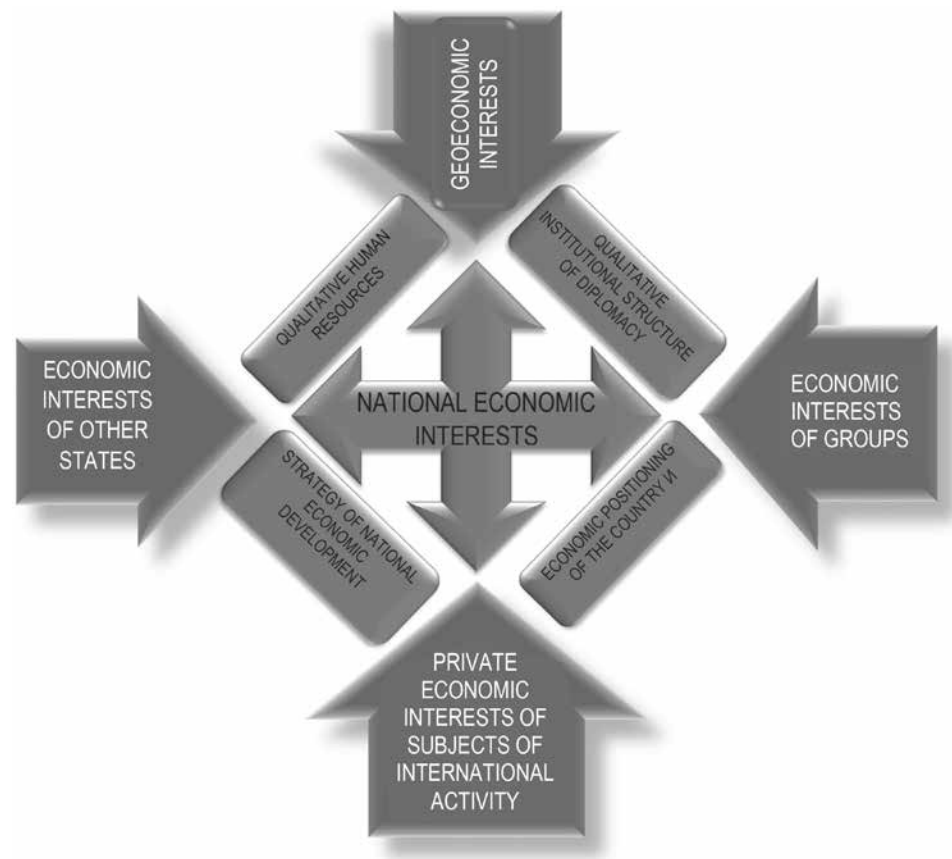 GEOECONOMIC
INTERESTS
QUALITATIVE HUMAN
RESOURCES
QUALITATIVE
INSTITUTIONAL STRUCTURE
OF DIPLOMACY
ECONOMIC
INTERESTS
OF OTHER
STATES
NATIONAL ECONOMIC
INTERESTS
ECONOMIC
INTERESTS
OF GROUPS
STRATEGY OF NATIONAL
ECONOMIC
DEVELOPMENT
ECONOMIC POSITIONING
OF THE COUNTRY И
PRIVATE
ECONOMIC
INTERESTS OF
SUBJECTS OF
INTERNATIONAL
ACTIVITY